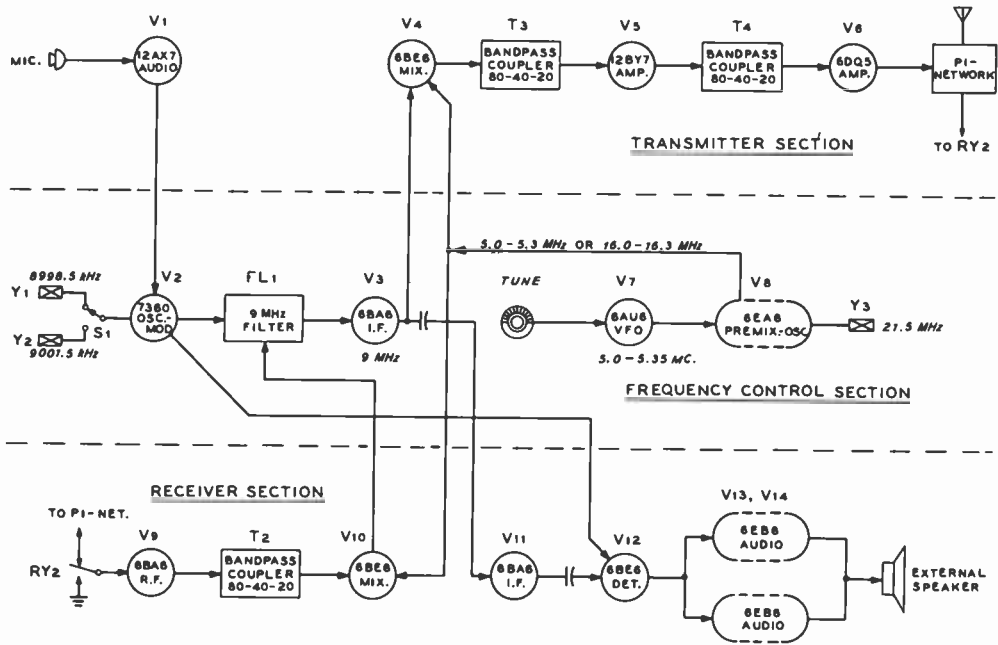 V1
V4
T3
V5
T4
V6
MIC.
12AX7
AUDIO
6BE6
MIX.
BANDPASS
COUPLER
80-40-20
12BY7
AMP.
BANDPASS
COUPLER
80-40-20
6DQ5
AMP.
PI-
NETWORK
TRANSMITTER SECTION
TO RY2
5.0-5.3 MHz OR 16.0-16.3 MHz
8998.5 kHz
Y1
V2
FL1
V3
TUNE
V7
V8
Y3
7360
OSC.-
MOD
S1
9 MHz
FILTER
6BA6
I.F.
6AU6
VFO
6EA8
PREMIX.-OSC
21.5 MHz
Y2
9001.5 kHz
9 MHz
5.0-5.35 MC.
FREQUENCY CONTROL SECTION
RECEIVER SECTION
TO PI-NET.
V9
T2
V10
V11
V12
V13, V14
RY2
6BA6
R.F.
BANDPASS
COUPLER
80-40-20
6BE6
MIX.
6BA6
I.F.
6BE6
DET.
6EB8
AUDIO
6EB8
AUDIO
EXTERNAL
SPEAKER